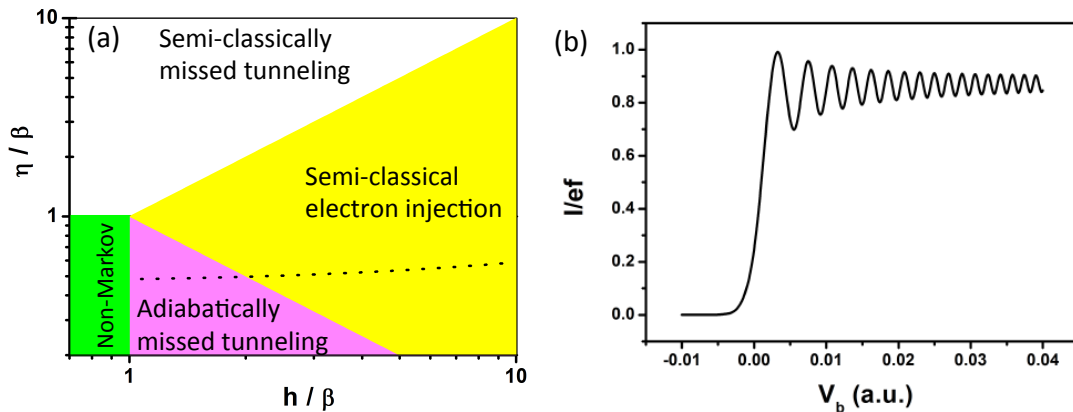 (a)
Semi-classically
missed tunneling
Semi-classical
electron injection
Non-Markov
Adiabatically
missed tunneling
η / β
10
1
1
10
h / β
(b)
I/ef
1.0
0.8
0.6
0.4
0.2
0.0
-0.01
0.00
0.01
0.02
0.03
0.04
V_b (a.u.)